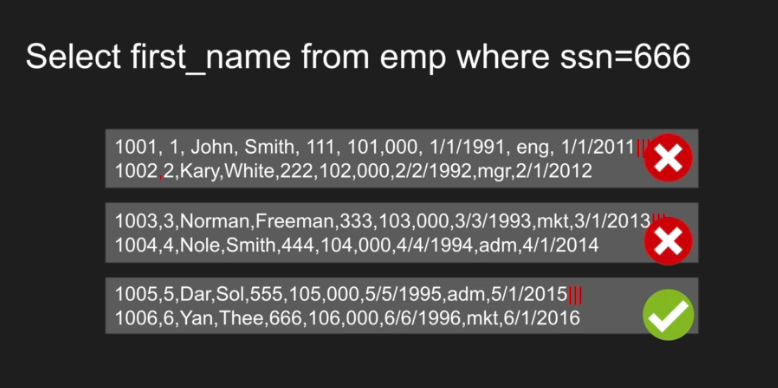 Select first_name from emp where ssn=666
1001, 1, John, Smith, 111, 101,000, 1/1/1991, eng, 1/1/2011|||
1002,2,Kary,White,222,102,000,2/2/1992,mgr,2/1/2012
1003,3,Norman,Freeman,333,103,000,3/3/1993,mkt,3/1/2013|||
1004,4,Nole,Smith,444,104,000,4/4/1994,adm,4/1/2014
1005,5,Dar,Sol,555,105,000,5/5/1995,adm,5/1/2015|||
1006,6,Yan,Thee,666,106,000,6/6/1996,mkt,6/1/2016